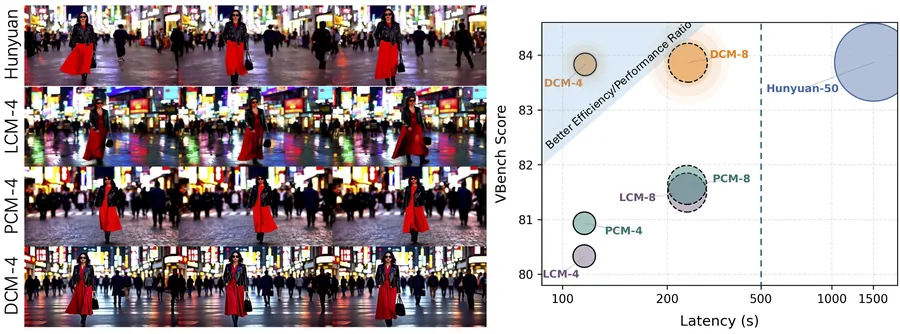 Hunyuan
LCM-4
PCM-4
DCM-4
VBench Score
84
83
82
81
80
Better Efficiency/Performance Ratio
DCM-4
DCM-8
Hunyuan-50
PCM-8
LCM-8
PCM-4
LCM-4
100
200
500
1000
1500
Latency (s)